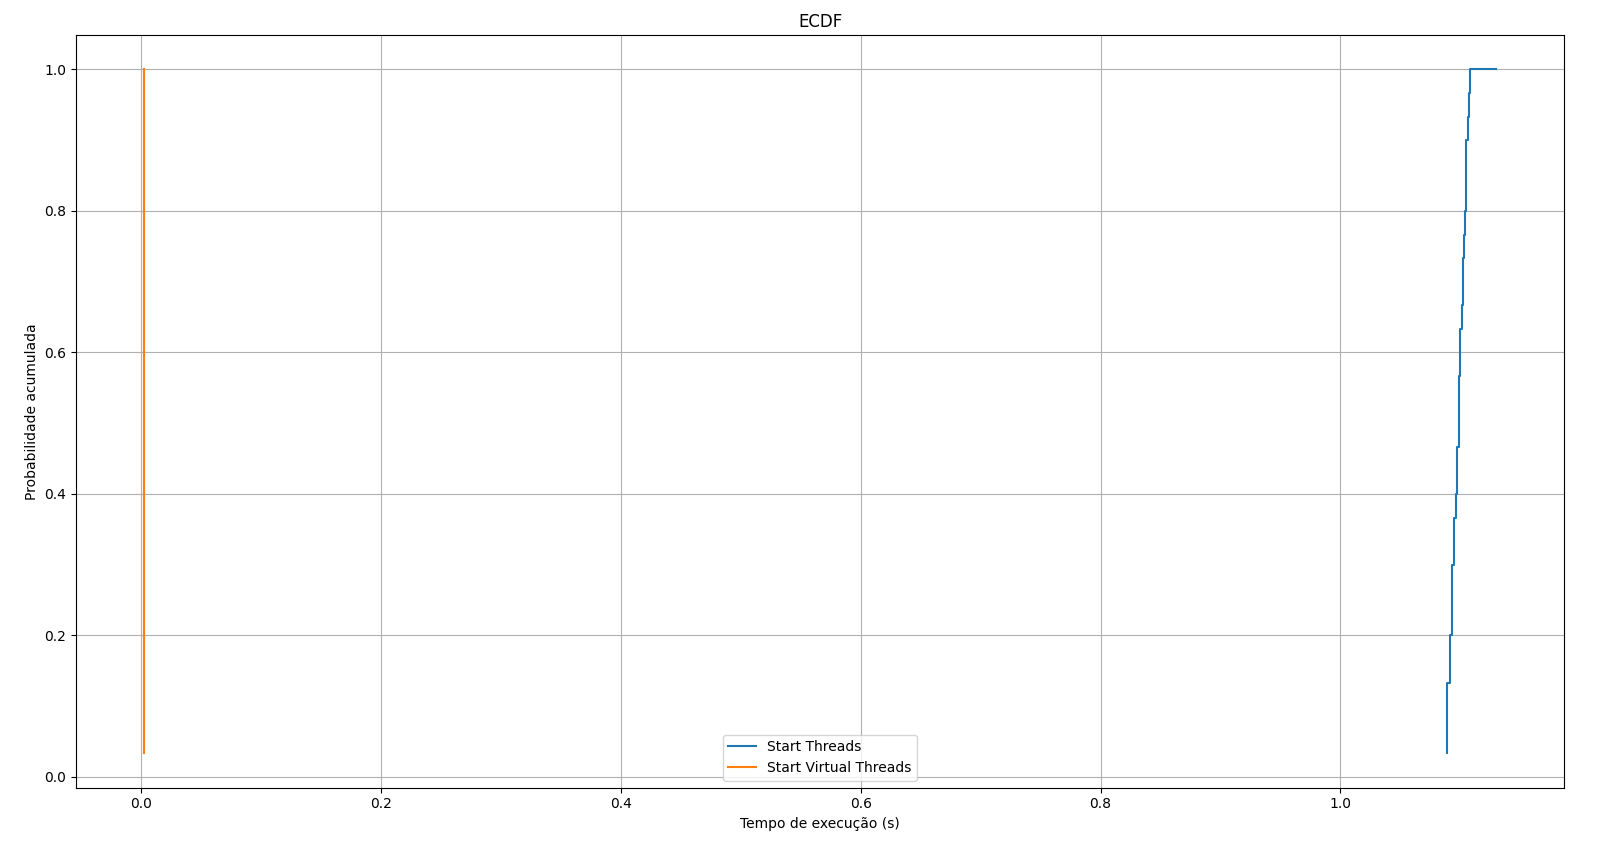 ECDF
1.0
0.8
0.6
0.4
0.2
0.0
Probabilidade acumulada
Start Threads
Start Virtual Threads
0.0 0.2 0.4 0.6 0.8 1.0
Tempo de execução (s)